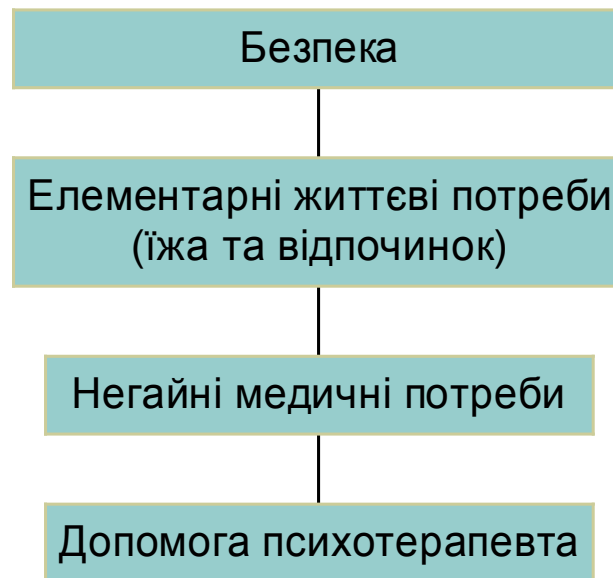 Безпека
Елементарні життєві потреби
(їжа та відпочинок)
Негайні медичні потреби
Допомога психотерапевта